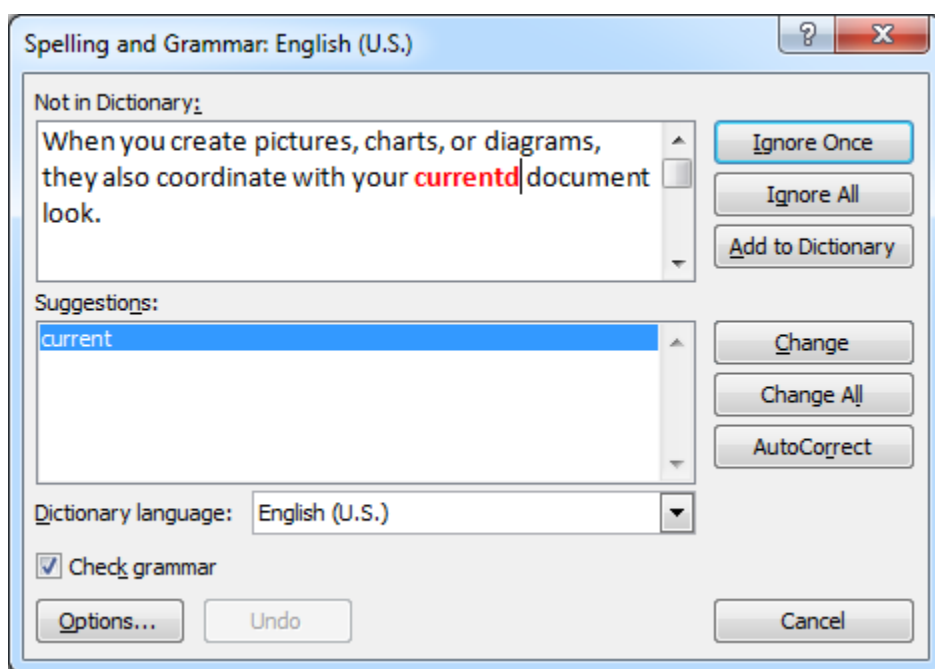 Spelling and Grammar: English (U.S.)
Not in Dictionary:
When you create pictures, charts, or diagrams,
they also coordinate with your currentd document
look.
Ignore Once
Ignore All
Add to Dictionary
Suggestions:
current
Change
Change All
AutoCorrect
Dictionary language: English (U.S.)
Check grammar
Options... Undo Cancel